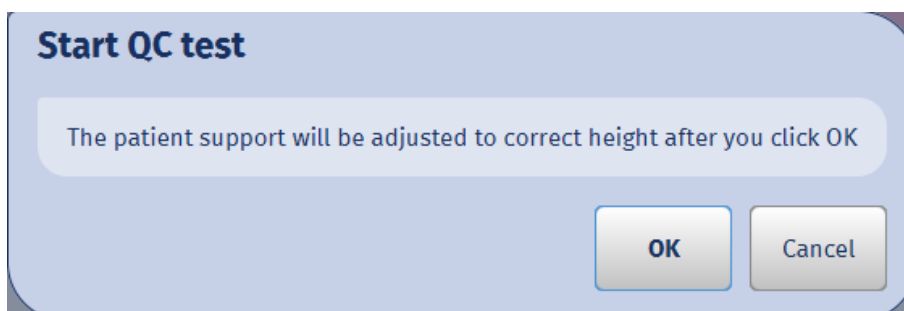 Start QC test
The patient support will be adjusted to correct height after you click OK
OK
Cancel